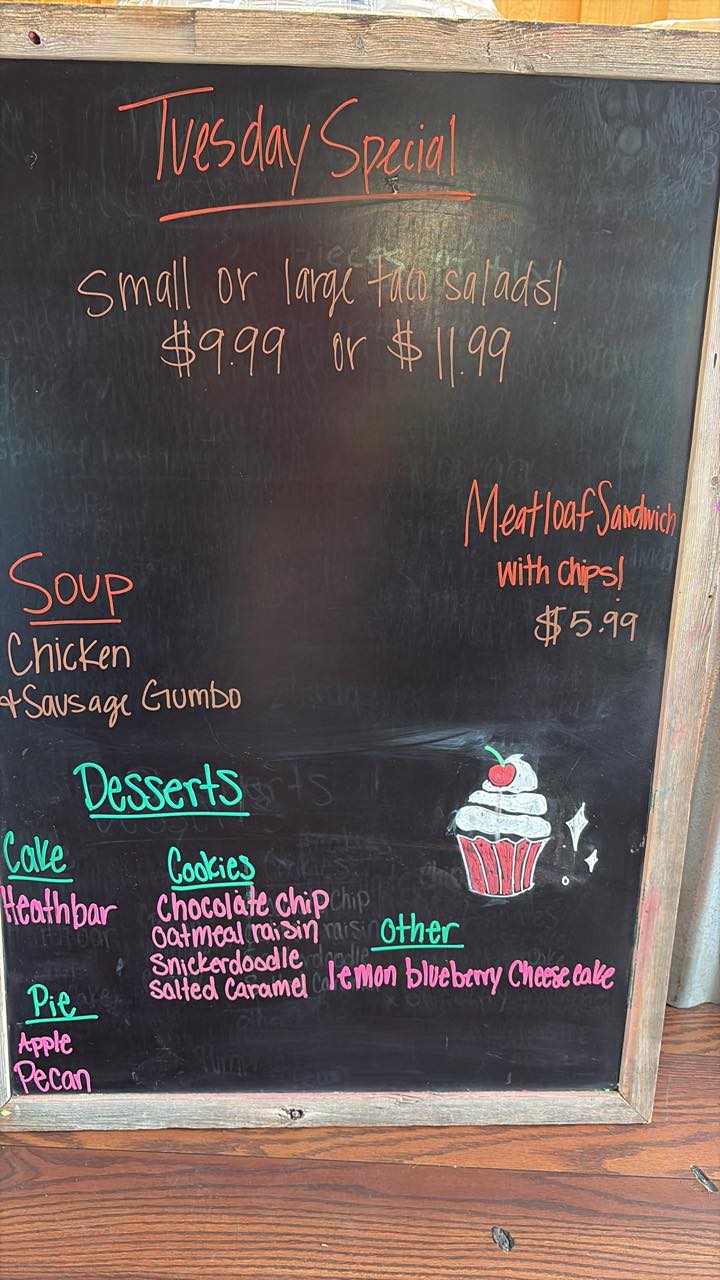 Tuesday Special
Small or large taco salads!
$9.99 or $11.99
Meatloaf Sandwich
with chips!
$5.99
Soup
Chicken
+ Sausage Gumbo
Desserts
Cake
Heathbar
Cookies
Chocolate chip
Oatmeal raisin
Snickerdoodle
Salted Caramel
Other
lemon blueberry Cheesecake
Pie
Apple
Pecan